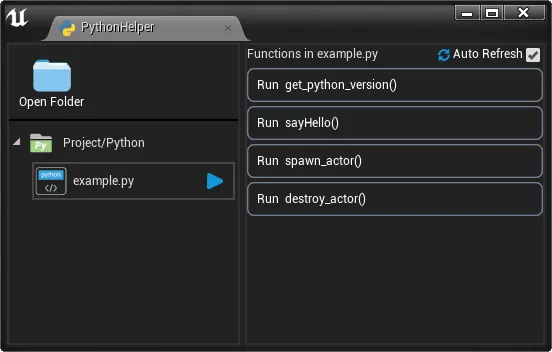 PythonHelper
Open Folder
Project/Python
Py
python
</>
example.py
Functions in example.py
Auto Refresh
Run get_python_version()
Run sayHello()
Run spawn_actor()
Run destroy_actor()